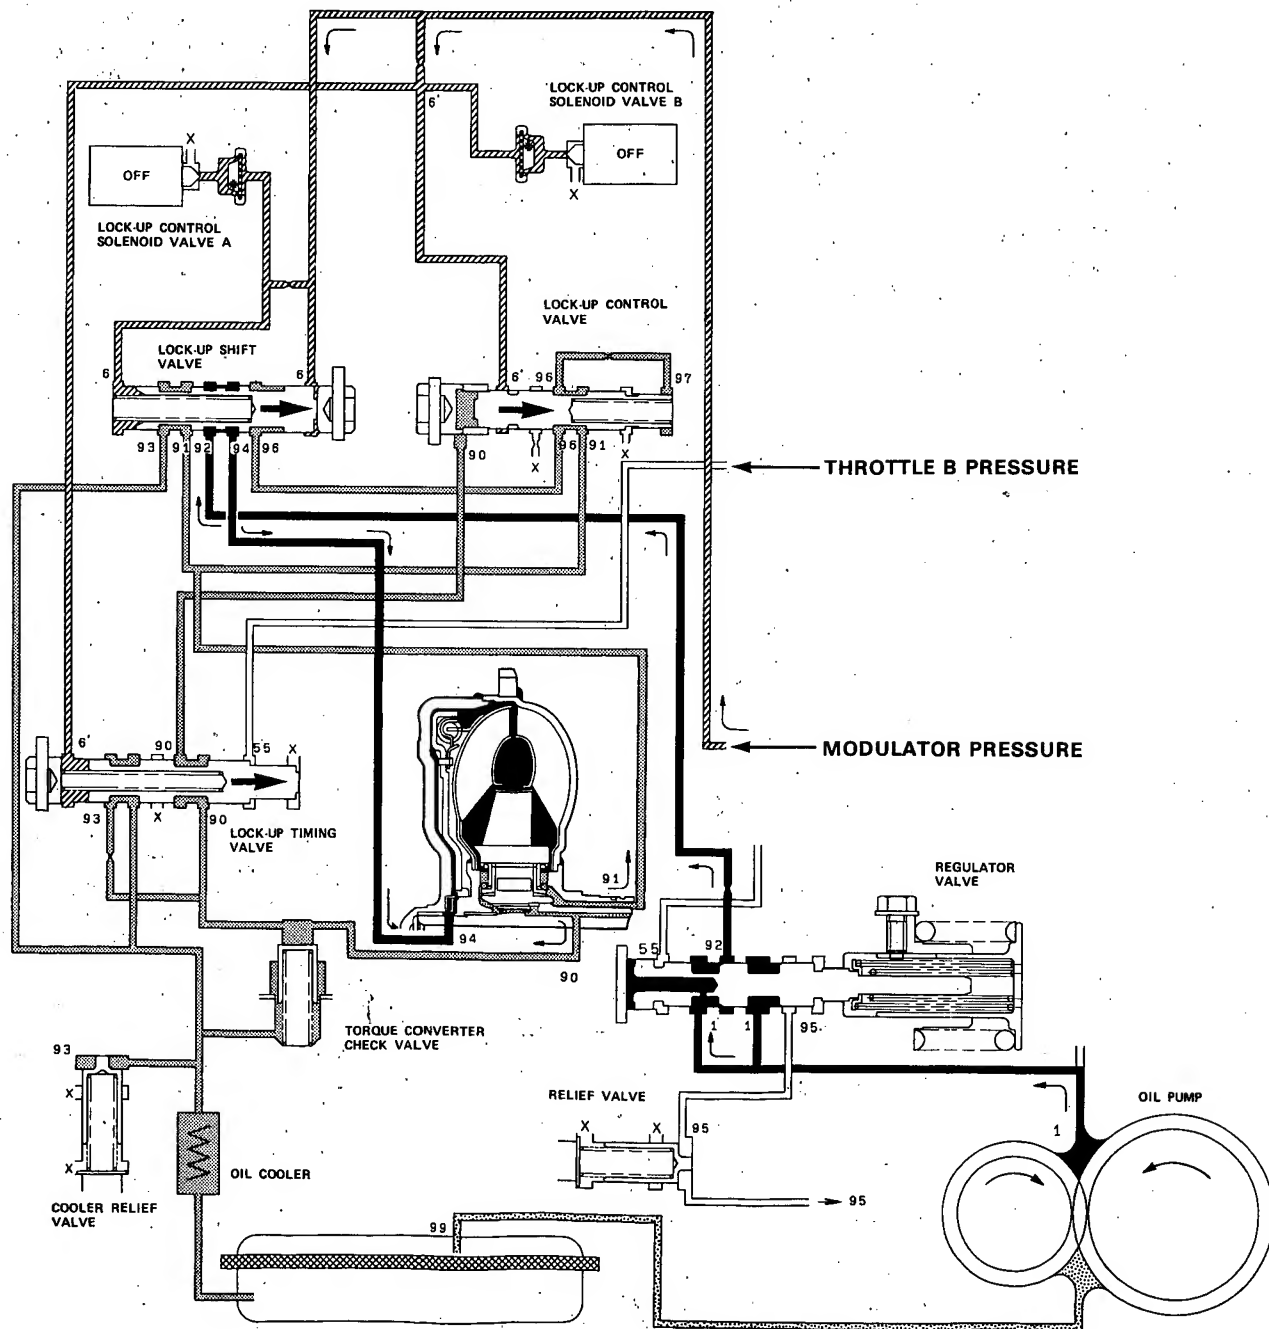 LOCK-UP CONTROL
SOLENOID VALVE B
6'
X
OFF
OFF
X
LOCK-UP CONTROL
SOLENOID VALVE A
LOCK-UP CONTROL
VALVE
LOCK-UP SHIFT
VALVE
6
6
6'
96
97
93
91
92
94
96
90
X
96
91
X
THROTTLE B PRESSURE
MODULATOR PRESSURE
6'
90
55
X
93
X
90
LOCK-UP TIMING
VALVE
91
94
90
REGULATOR
VALVE
55
92
1
1
95
TORQUE CONVERTER
CHECK VALVE
93
X
X
COOLER RELIEF
VALVE
OIL COOLER
RELIEF VALVE
X
X
95
95
OIL PUMP
1
99